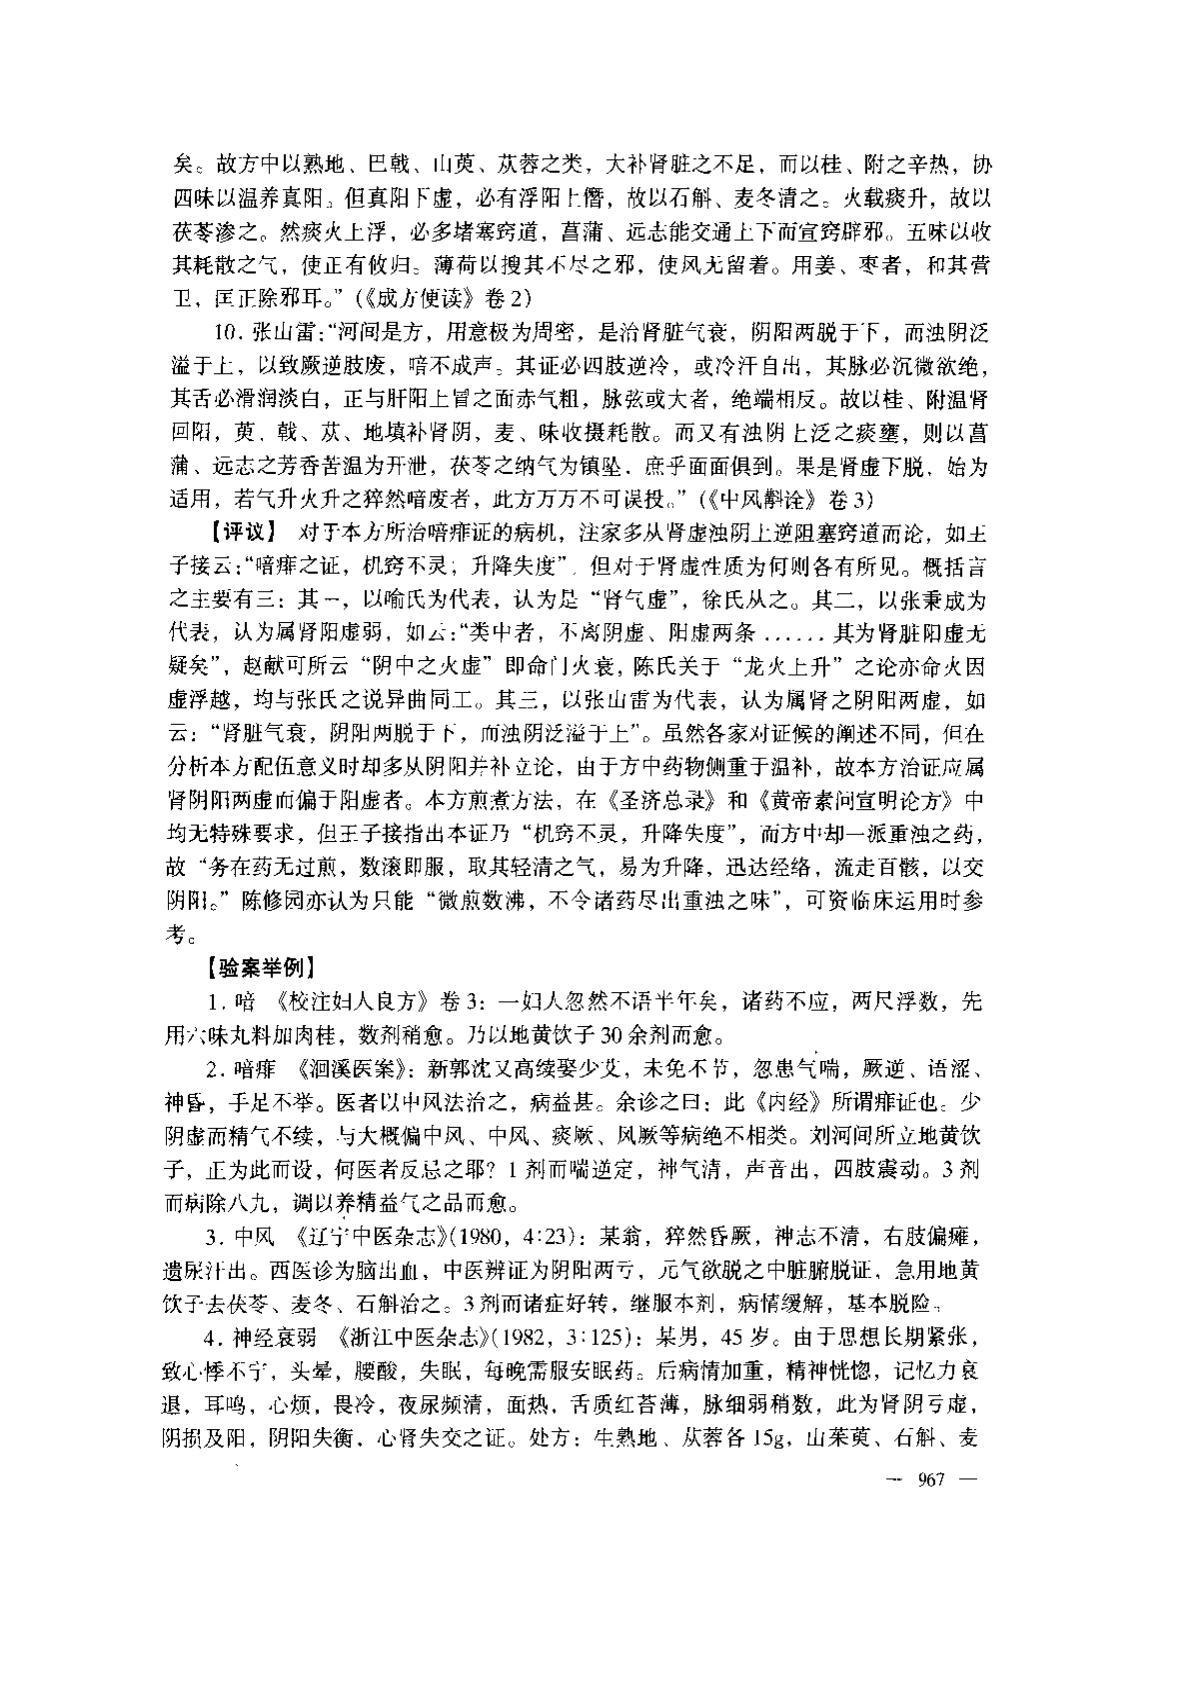 矣。故方中以熟地、巴戟、山萸、苁蓉之类，大补肾脏之不足，而以桂、附之辛热，协
四味以温养真阳。但真阳下虚，必有浮阳上僭，故以石斛、麦冬清之。火载痰升，故以
茯苓渗之。然痰火上浮，必多堵塞窍道，菖蒲、远志能交通上下而宣窍辟邪。五味以收
其耗散之气，使正有攸归。薄荷以搜其不尽之邪，使风无留着。用姜、枣者，和其营
卫，匡正除邪耳。”(《成方便读》卷2)
10. 张山雷：“河间是方，用意极为周密，是治肾脏气衰，阴阳两脱于下，而浊阴泛
溢于上，以致厥逆肢废，喑不成声。其证必四肢逆冷，或冷汗自出，其脉必沉微欲绝，
其舌必滑润淡白，正与肝阳上冒之面赤气粗，脉弦或大者，绝端相反。故以桂、附温肾
回阳，萸、戟、苁、地填补肾阴，麦、味收摄耗散。而又有浊阴上泛之痰壅，则以菖
蒲、远志之芳香苦温为开泄，茯苓之纳气为镇坠，庶乎面面俱到。果是肾虚下脱，始为
适用，若气升火升之猝然喑废者，此方万万不可误投。”(《中风斠诠》卷3)
【评议】 对于本方所治喑痱证的病机，注家多从肾虚浊阴上逆阻塞窍道而论，如王
子接云：“喑痱之证，机窍不灵，升降失度”，但对于肾虚性质为何则各有所见。概括言
之主要有三：其一，以喻氏为代表，认为是“肾气虚”，徐氏从之。其二，以张秉成为
代表，认为属肾阳虚弱，如云：“类中者，不离阴虚、阳虚两条……其为肾脏阳虚无
疑矣”，赵献可所云“阴中之火虚”即命门火衰，陈氏关于“龙火上升”之论亦命火因
虚浮越，均与张氏之说异曲同工。其三，以张山雷为代表，认为属肾之阴阳两虚，如
云：“肾脏气衰，阴阳两脱于下，而浊阴泛溢于上”。虽然各家对证候的阐述不同，但在
分析本方配伍意义时却多从阴阳并补立论，由于方中药物侧重于温补，故本方治证应属
肾阴阳两虚而偏于阳虚者。本方煎煮方法，在《圣济总录》和《黄帝素问宣明论方》中
均无特殊要求，但王子接指出本证乃“机窍不灵，升降失度”，而方中却一派重浊之药，
故“务在药无过煎，数滚即服，取其轻清之气，易为升降，迅达经络，流走百骸，以交
阴阳。”陈修园亦认为只能“微煎数沸，不令诸药尽出重浊之味”，可资临床运用时参
考。
【验案举例】
1. 喑 《校注妇人良方》卷3：一妇人忽然不语半年矣，诸药不应，两尺浮数，先
用六味丸料加肉桂，数剂稍愈。乃以地黄饮子30余剂而愈。
2. 喑痱 《洄溪医案》：新郭沈又高续娶少艾，未免不节，忽患气喘，厥逆、语涩、
神昏，手足不举。医者以中风法治之，病益甚。余诊之曰：此《内经》所谓痱证也。少
阴虚而精气不续，与大概偏中风、中风、痰厥、风厥等病绝不相类。刘河间所立地黄饮
子，正为此而设，何医者反忌之耶？1剂而喘逆定，神气清，声音出，四肢震动。3剂
而病除八九，调以养精益气之品而愈。
3. 中风 《辽宁中医杂志》(1980，4:23)：某翁，猝然昏厥，神志不清，右肢偏瘫，
遗尿汗出。西医诊为脑出血，中医辨证为阴阳两亏，元气欲脱之中脏腑脱证，急用地黄
饮子去茯苓、麦冬、石斛治之。3剂而诸症好转，继服本剂，病情缓解，基本脱险。
4. 神经衰弱 《浙江中医杂志》(1982，3:125)：某男，45岁。由于思想长期紧张，
致心悸不宁，头晕，腰酸，失眠，每晚需服安眠药。后病情加重，精神恍惚，记忆力衰
退，耳鸣，心烦，畏冷，夜尿频清，面热，舌质红苔薄，脉细弱稍数，此为肾阴亏虚，
阴损及阳，阴阳失衡，心肾失交之证。处方：生熟地、苁蓉各15g，山茱萸、石斛、麦
— 967 —